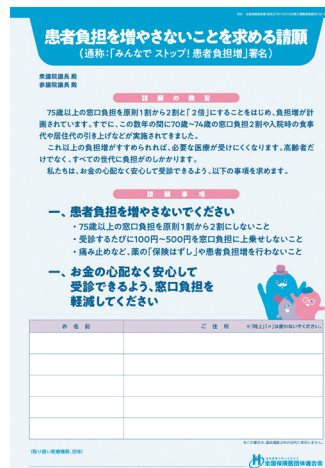 患者負担を増やさないことを求める請願
(通称:「みんなで ストップ!患者負担増」署名)
衆議院議長 殿
参議院議長 殿
請願の趣旨
75歳以上の窓口負担を原則1割から2割と「2倍」にすることをはじめ、負担増が計
画されています。すでに、この数年の間に70歳~74歳の窓口負担2割や入院時の食事
代や居住代の引き上げなどが実施されてきました。
これ以上の負担増がすすめられれば、必要な医療が受けにくくなります。高齢者だ
けでなく、すべての世代に負担がのしかかります。
私たちは、お金の心配なく安心して受診できるよう、以下の事項を求めます。
請願事項
一、患者負担を増やさないでください
・75歳以上の窓口負担を原則1割から2割にしないこと
・受診するたびに100円~500円を窓口負担に上乗せしないこと
・痛み止めなど、薬の「保険はずし」や患者負担増を行わないこと
一、お金の心配なく安心して
受診できるよう、窓口負担を
軽減してください
お名前 ご住所 ※「同上」「〃」は使わないでください。
(取り扱い医療機関、団体)
全国保険医団体連合会